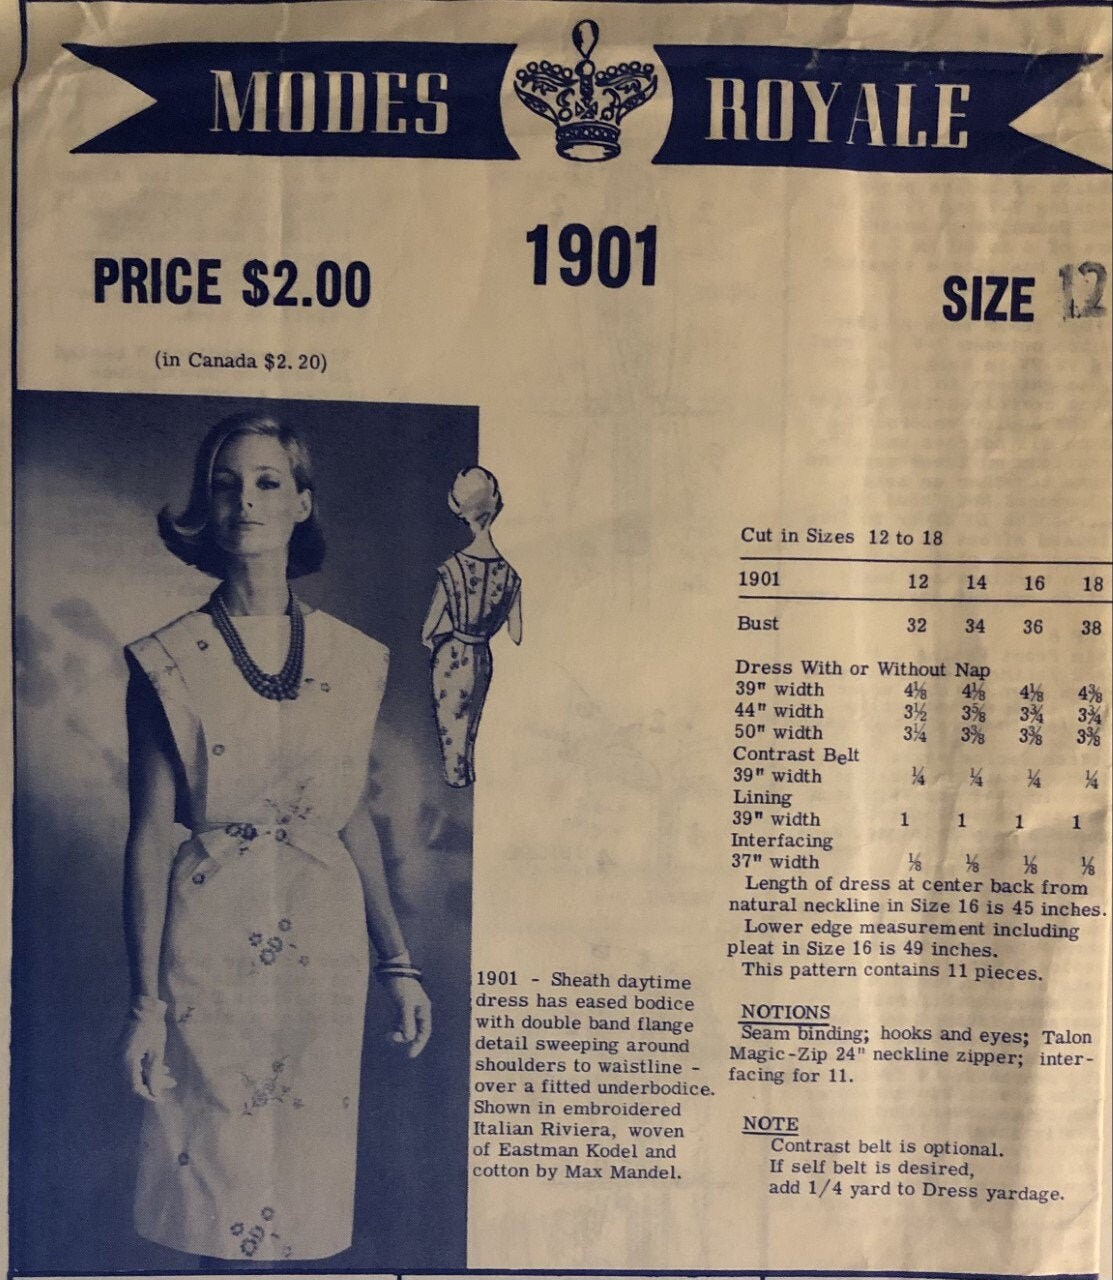 MODES ROYALE
1901
PRICE $2.00
SIZE 12
(in Canada $2.20)
Cut in Sizes 12 to 18
1901 12 14 16 18
Bust 32 34 36 38
Dress With or Without Nap
39" width 4⅛ 4⅛ 4⅛ 4⅜
44" width 3½ 3⅝ 3¾ 3¾
50" width 3¼ 3⅜ 3⅜ 3⅜
Contrast Belt
39" width ¼ ¼ ¼ ¼
Lining
39" width 1 1 1 1
Interfacing
37" width ⅛ ⅛ ⅛ ⅛
Length of dress at center back from
natural neckline in Size 16 is 45 inches.
Lower edge measurement including
pleat in Size 16 is 49 inches.
This pattern contains 11 pieces.
NOTIONS
Seam binding; hooks and eyes; Talon
Magic-Zip 24" neckline zipper; inter-
facing for 11.
NOTE
Contrast belt is optional.
If self belt is desired,
add 1/4 yard to Dress yardage.
1901 - Sheath daytime
dress has eased bodice
with double band flange
detail sweeping around
shoulders to waistline -
over a fitted underbodice.
Shown in embroidered
Italian Riviera, woven
of Eastman Kodel and
cotton by Max Mandel.